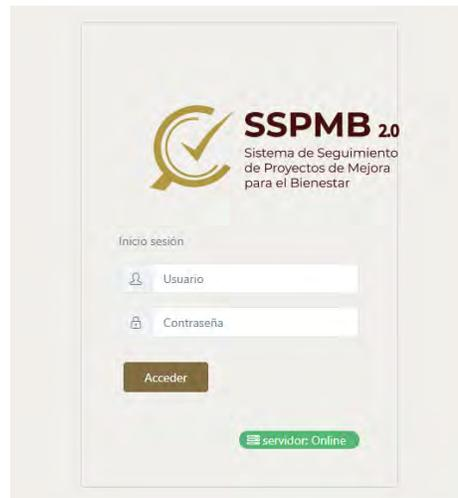 SSPMB 2.0
Sistema de Seguimiento
de Proyectos de Mejora
para el Bienestar
Inicio sesión
Usuario
Contraseña
Acceder
servidor: Online